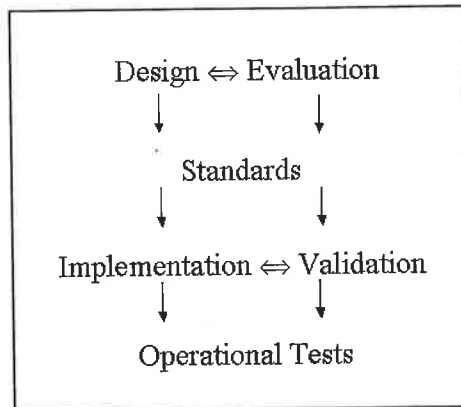 Design ⇔ Evaluation
Standards
Implementation ⇔ Validation
Operational Tests